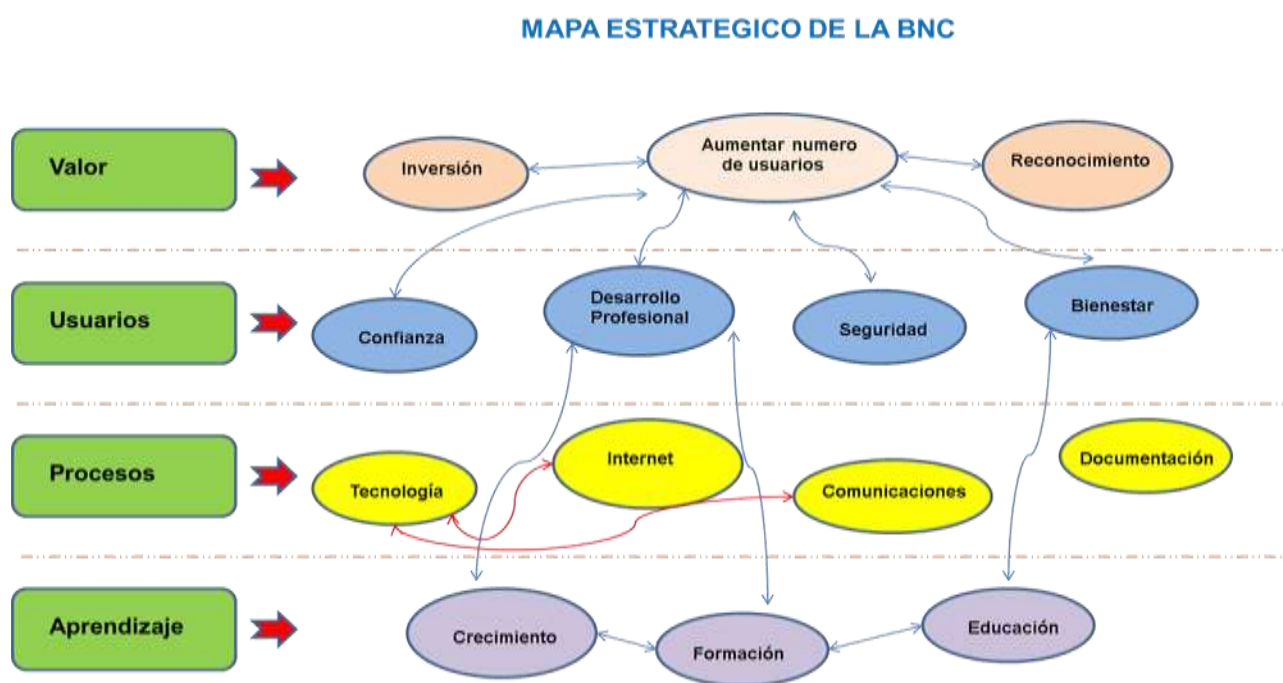 MAPA ESTRATEGICO DE LA BNC
Valor
Inversión
Aumentar numero
de usuarios
Reconocimiento
Usuarios
Confianza
Desarrollo
Profesional
Seguridad
Bienestar
Procesos
Tecnología
Internet
Comunicaciones
Documentación
Aprendizaje
Crecimiento
Formación
Educación